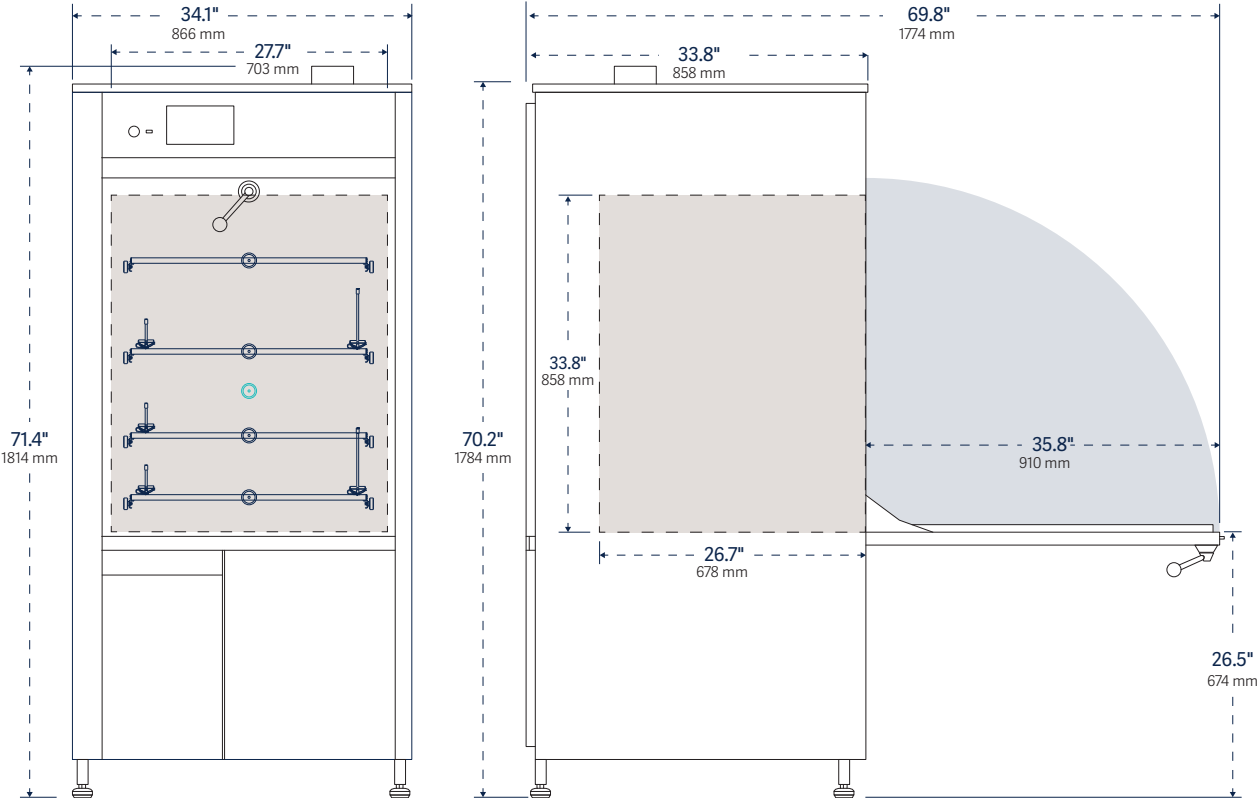 34.1"
866 mm
27.7"
703 mm
69.8"
1774 mm
33.8"
858 mm
33.8"
858 mm
71.4"
1814 mm
70.2"
1784 mm
35.8"
910 mm
26.7"
678 mm
26.5"
674 mm